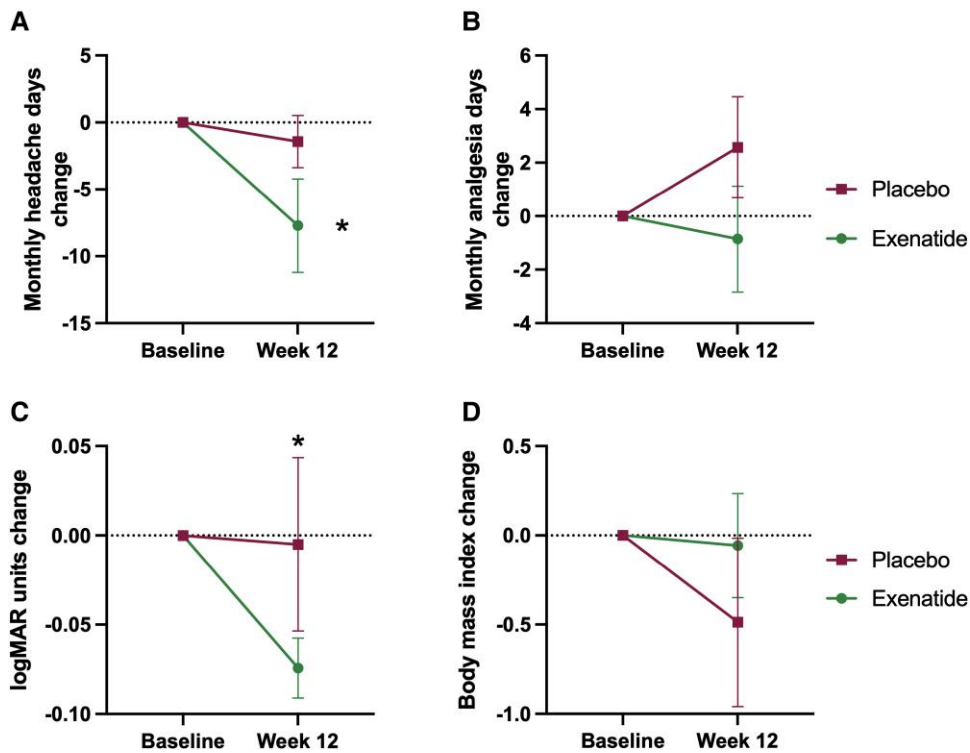 A
Monthly headache days
change
5
0
-5
-10
-15
*
Baseline
Week 12
B
Monthly analgesia days
change
6
4
2
0
-2
-4
Baseline
Week 12
Placebo
Exenatide
C
logMAR units change
0.05
0.00
-0.05
-0.10
*
Baseline
Week 12
D
Body mass index change
0.5
0.0
-0.5
-1.0
Baseline
Week 12
Placebo
Exenatide